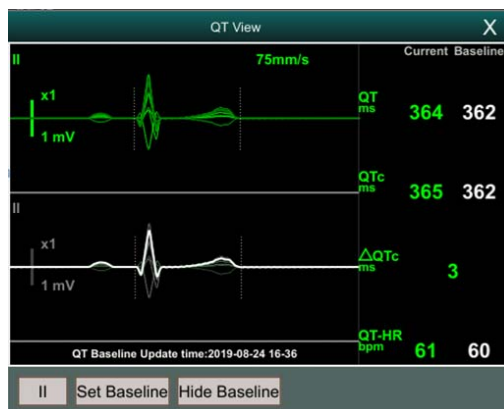 QT View X
Current Baseline
II 75mm/s
x1
1 mV
QT
ms
364 362
QTc
ms
365 362
II
x1
1 mV
△QTc
ms
3
QT-HR
bpm
61 60
QT Baseline Update time:2019-08-24 16-36
II Set Baseline Hide Baseline